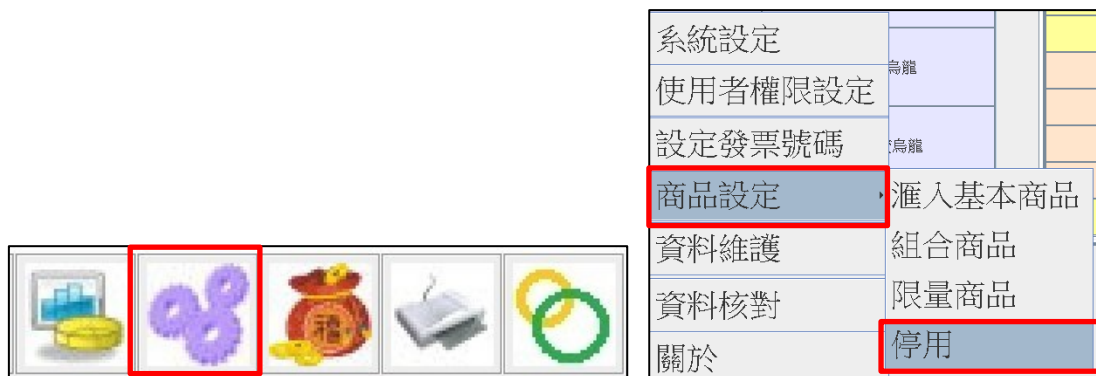 福
系統設定
使用者權限設定
設定發票號碼
商品設定
資料維護
資料核對
關於
烏龍
烏龍
滙入基本商品
組合商品
限量商品
停用